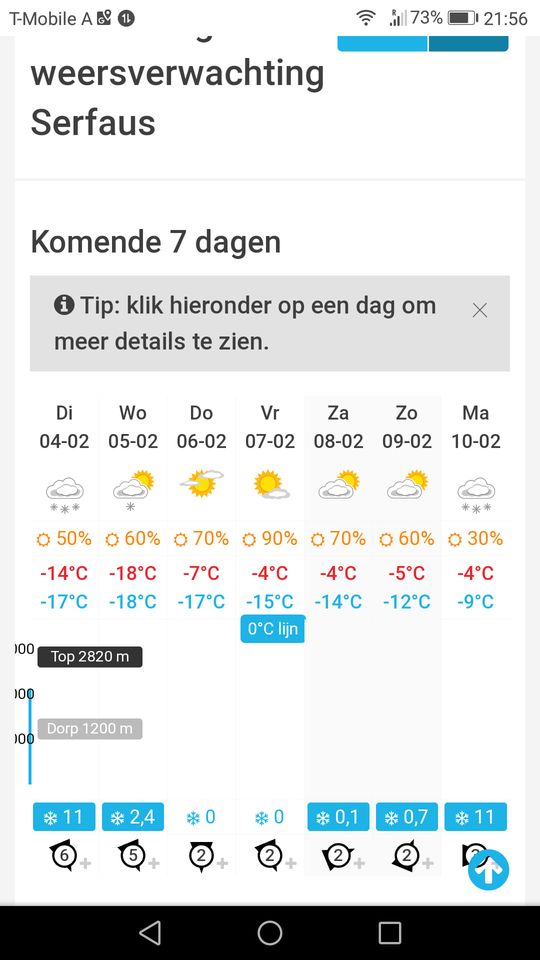 T-Mobile A R 73% 21:56
weersverwachting
Serfaus
Komende 7 dagen
Tip: klik hieronder op een dag om
meer details te zien.
Di Wo Do Vr Za Zo Ma
04-02 05-02 06-02 07-02 08-02 09-02 10-02
50% 60% 70% 90% 70% 60% 30%
-14°C -18°C -7°C -4°C -4°C -5°C -4°C
-17°C -18°C -17°C -15°C -14°C -12°C -9°C
0°C lijn
000
Top 2820 m
000
Dorp 1200 m
000
11 2,4 0 0 0,1 0,7 11
6 + 5 + 2 + 2 + 2 + 2 +